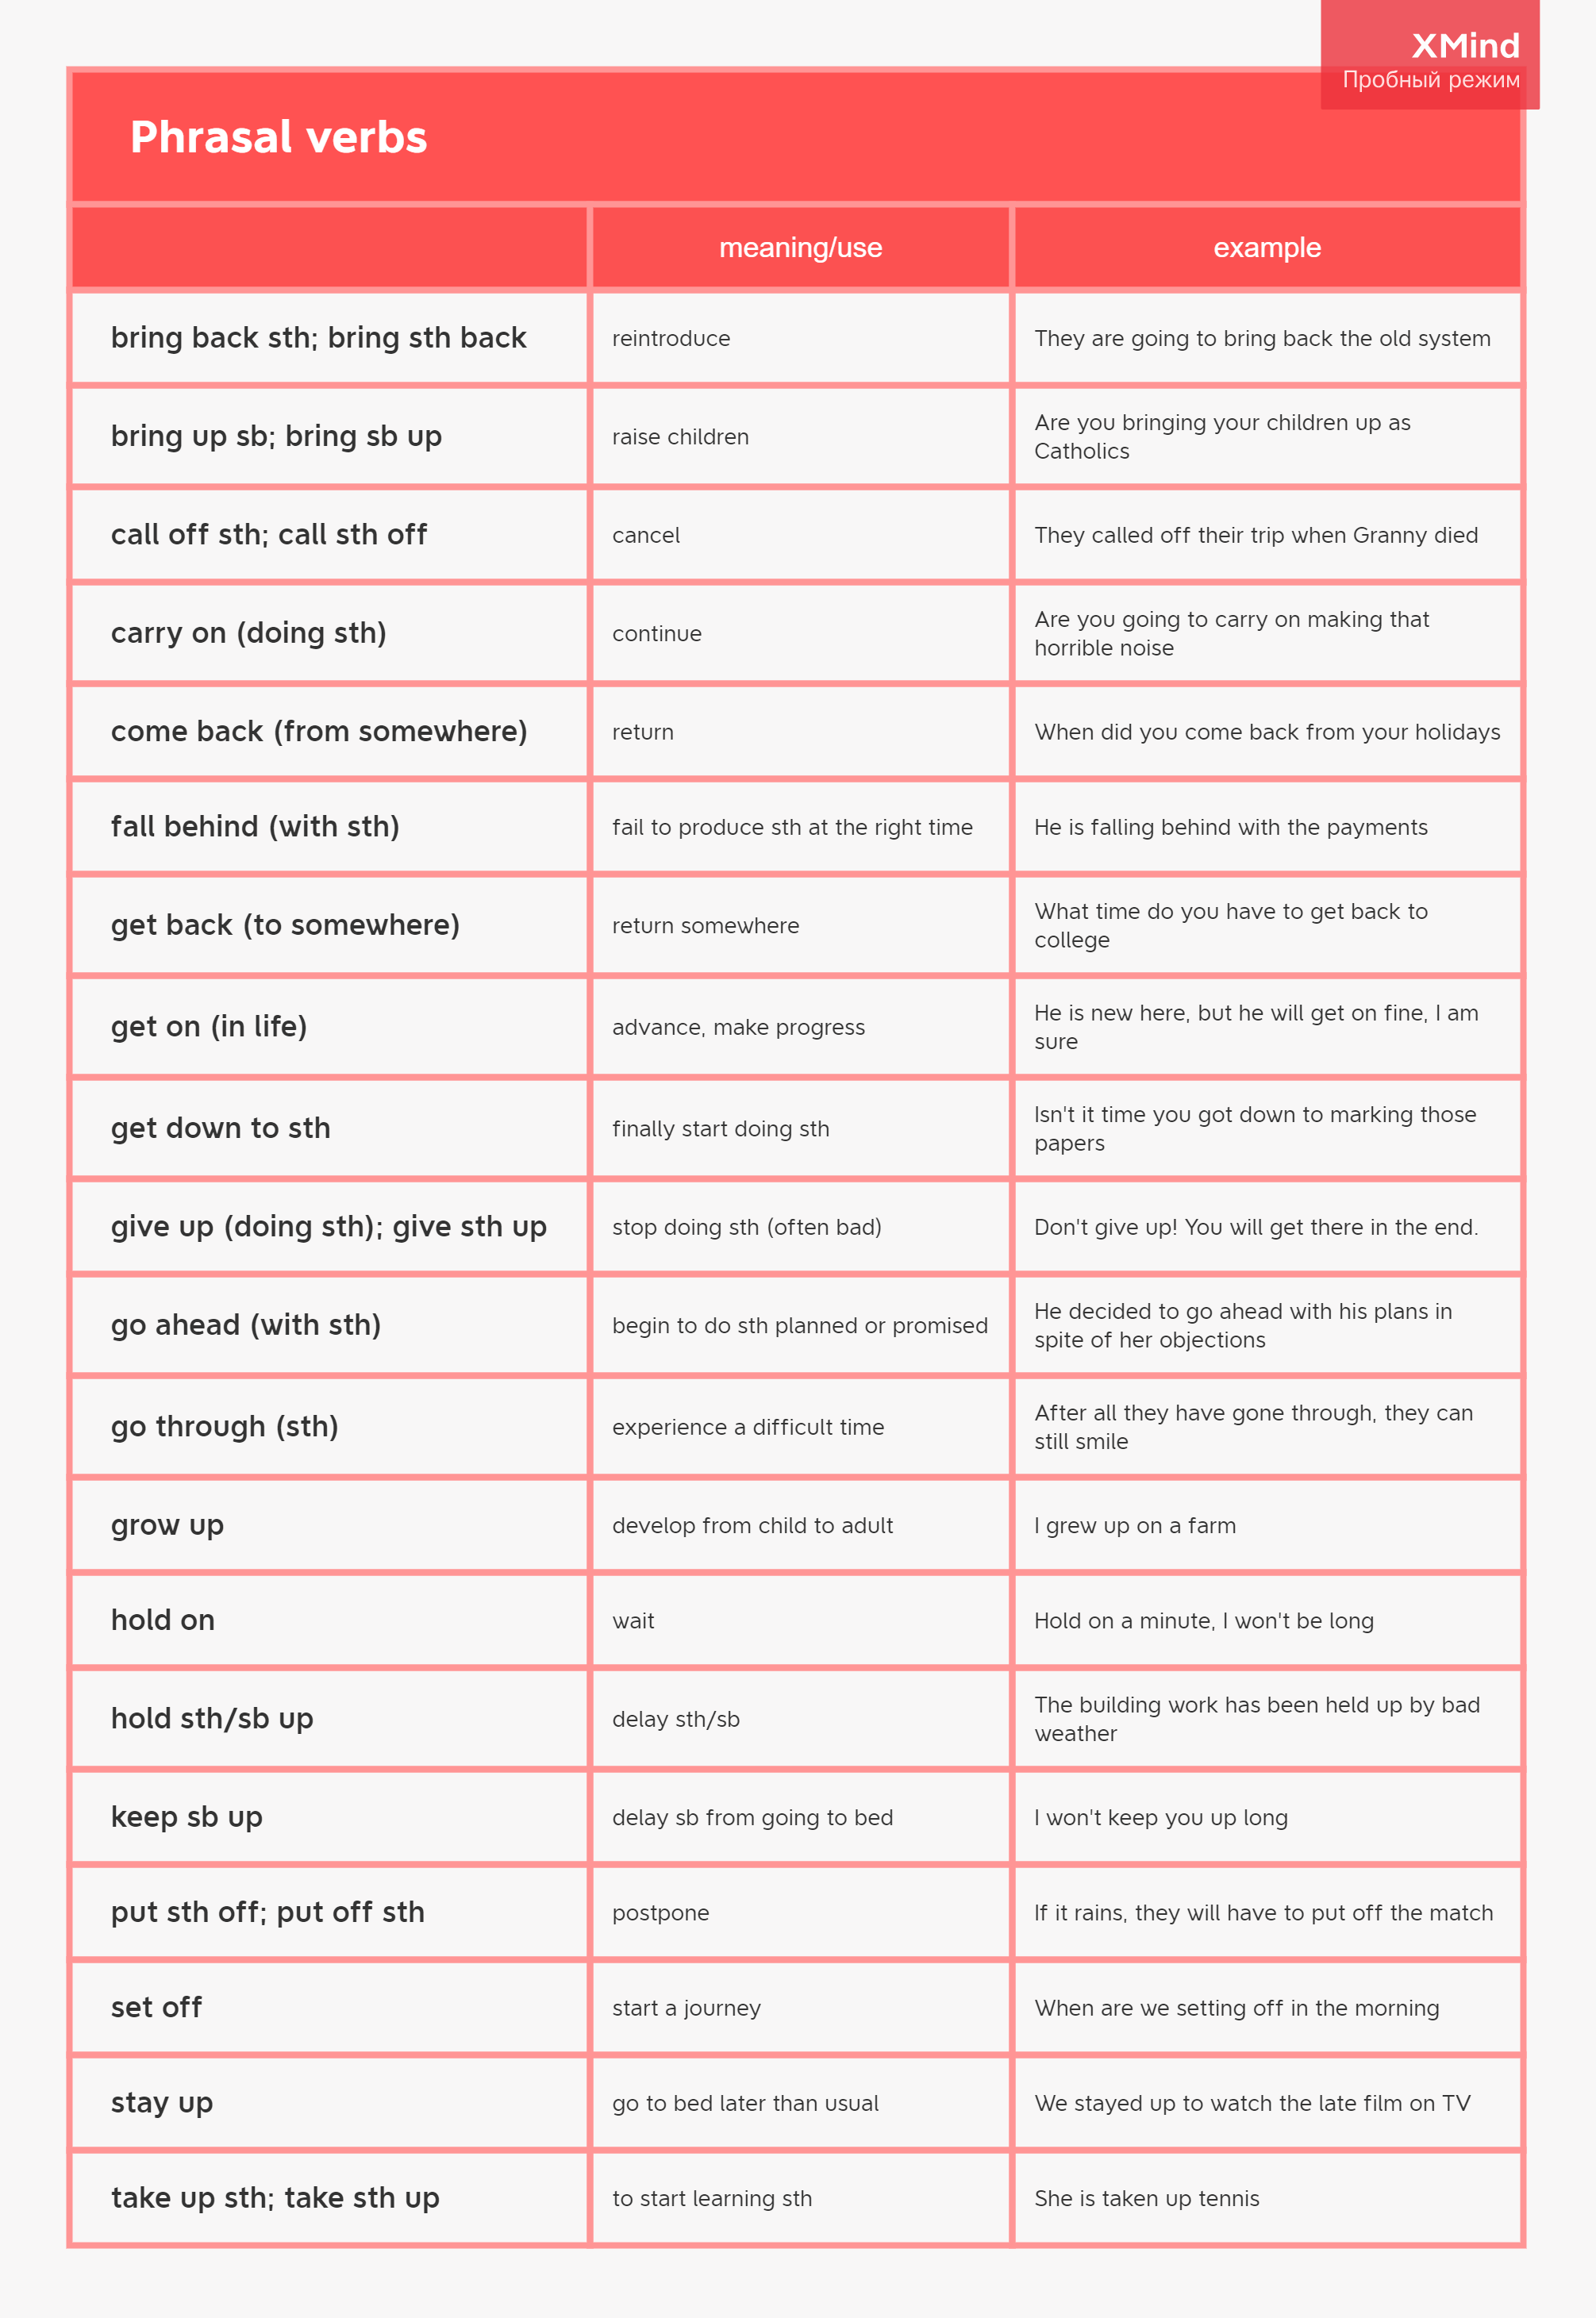 XMind
Пробный режим
Phrasal verbs
meaning/use
example
bring back sth; bring sth back
reintroduce
They are going to bring back the old system
bring up sb; bring sb up
raise children
Are you bringing your children up as
Catholics
call off sth; call sth off
cancel
They called off their trip when Granny died
carry on (doing sth)
continue
Are you going to carry on making that
horrible noise
come back (from somewhere)
return
When did you come back from your holidays
fall behind (with sth)
fail to produce sth at the right time
He is falling behind with the payments
get back (to somewhere)
return somewhere
What time do you have to get back to
college
get on (in life)
advance, make progress
He is new here, but he will get on fine, I am
sure
get down to sth
finally start doing sth
Isn't it time you got down to marking those
papers
give up (doing sth); give sth up
stop doing sth (often bad)
Don't give up! You will get there in the end.
go ahead (with sth)
begin to do sth planned or promised
He decided to go ahead with his plans in
spite of her objections
go through (sth)
experience a difficult time
After all they have gone through, they can
still smile
grow up
develop from child to adult
I grew up on a farm
hold on
wait
Hold on a minute, I won't be long
hold sth/sb up
delay sth/sb
The building work has been held up by bad
weather
keep sb up
delay sb from going to bed
I won't keep you up long
put sth off; put off sth
postpone
If it rains, they will have to put off the match
set off
start a journey
When are we setting off in the morning
stay up
go to bed later than usual
We stayed up to watch the late film on TV
take up sth; take sth up
to start learning sth
She is taken up tennis